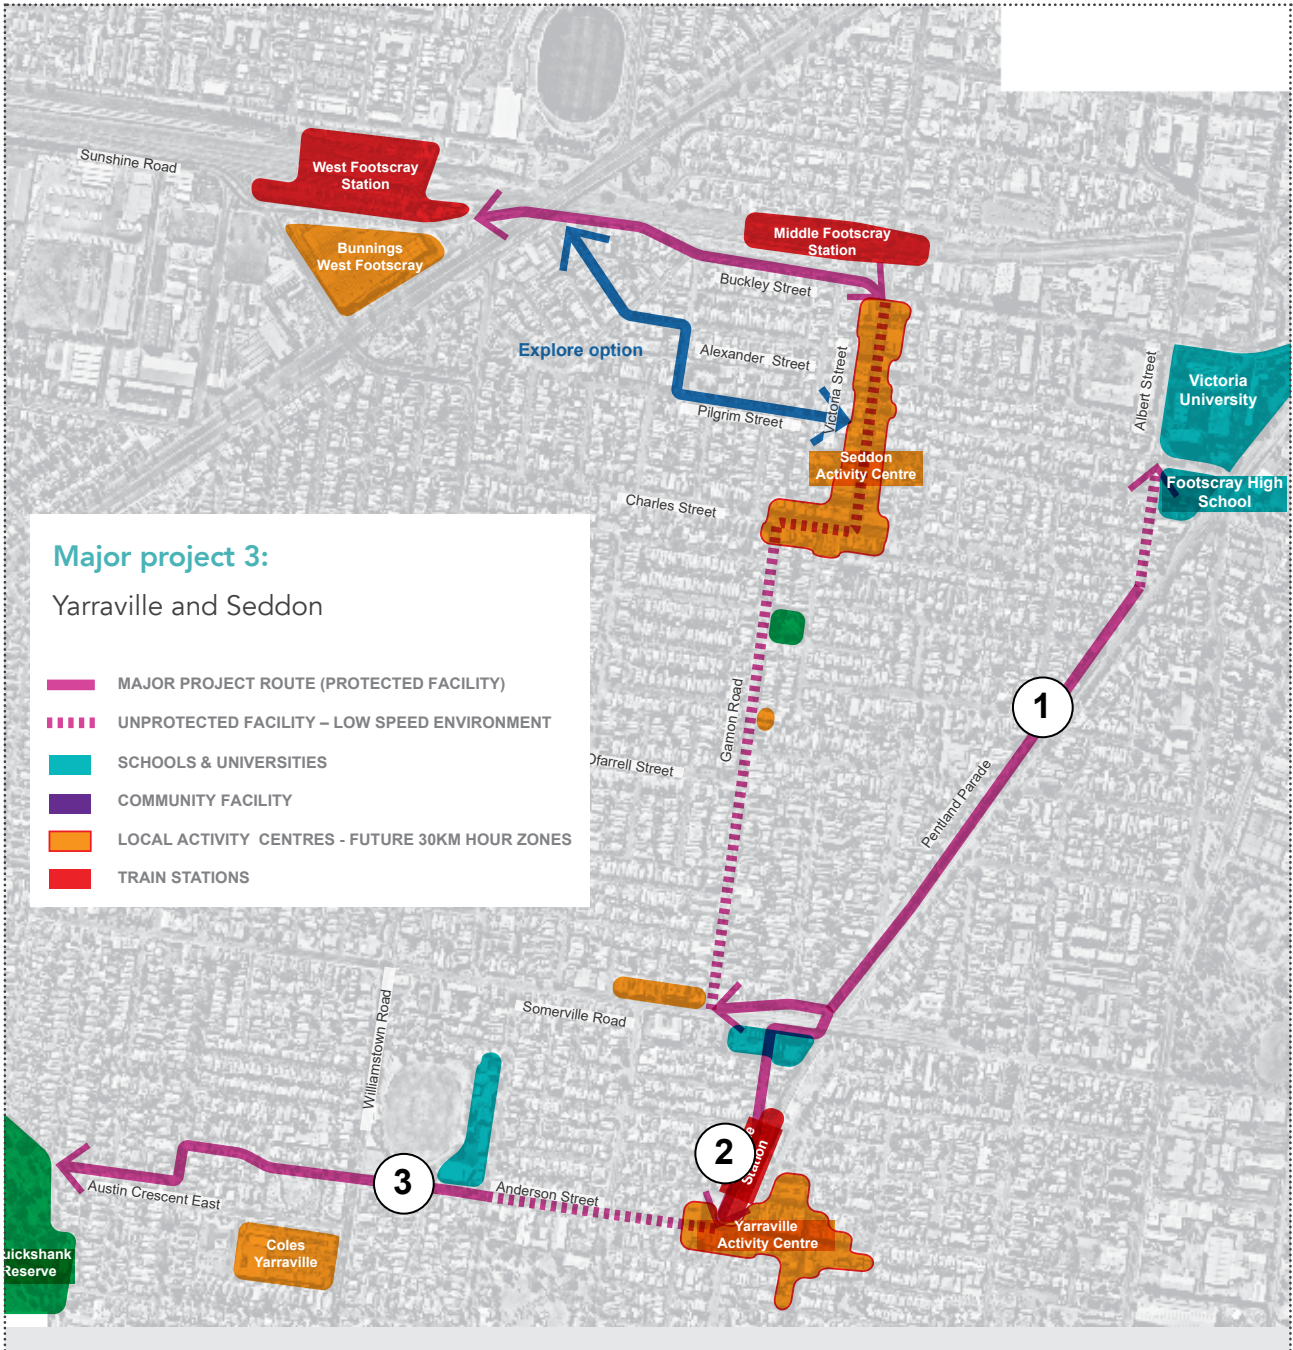 Sunshine Road
West Footscray
Station
Bunnings
West Footscray
Middle Footscray
Station
Buckley Street
Explore option
Alexander Street
Victoria Street
Pilgrim Street
Albert Street
Victoria
University
Seddon
Activity Centre
Footscray High
School
Charles Street
Major project 3:
Yarraville and Seddon
MAJOR PROJECT ROUTE (PROTECTED FACILITY)
UNPROTECTED FACILITY – LOW SPEED ENVIRONMENT
SCHOOLS & UNIVERSITIES
COMMUNITY FACILITY
LOCAL ACTIVITY CENTRES - FUTURE 30KM HOUR ZONES
TRAIN STATIONS
Gamon Road
Ofarrell Street
1
Pentland Parade
Somerville Road
Williamstown Road
2
Station
3
Anderson Street
Austin Crescent East
Yarraville
Activity Centre
Coles
Yarraville
uickshank
Reserve